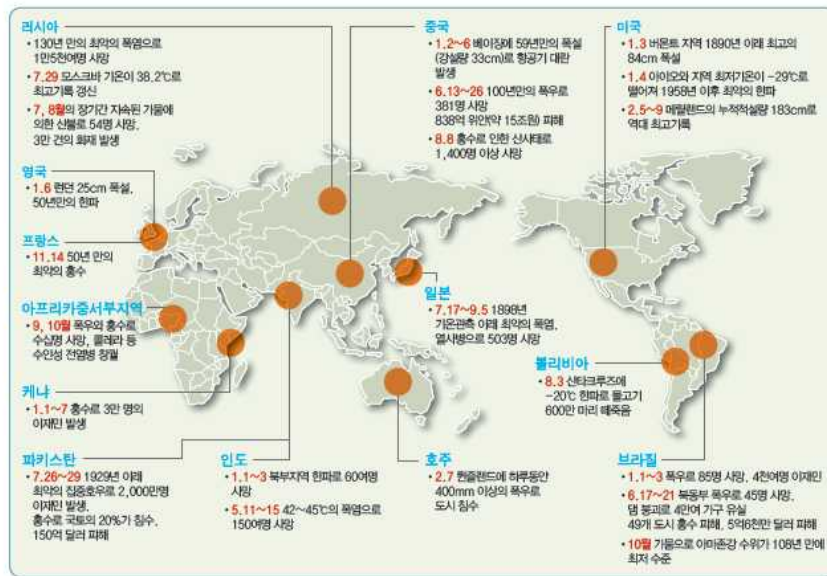 러시아
• 130년 만의 최악의 폭염으로
1만5천여명 사망
• 7.29 모스크바 기온이 38.2℃로
최고기록 갱신
• 7, 8월의 장기간 지속된 가뭄에
의한 산불로 54명 사망,
3만 건의 화재 발생
중국
• 1.2~6 베이징에 59년만의 폭설
(강설량 33cm)로 항공기 대란
발생
• 6.13~26 100년만의 폭우로
381명 사망
838억 위안(약 15조원) 피해
• 8.8 홍수로 인한 산사태로
1,400명 이상 사망
미국
• 1.3 버몬트 지역 1890년 이래 최고의
84cm 폭설
• 1.4 아이오와 지역 최저기온이 -29℃로
떨어져 1958년 이후 최악의 한파
• 2.5~9 메릴랜드의 누적적설량 183cm로
역대 최고기록
영국
• 1.6 런던 25cm 폭설,
50년만의 한파
프랑스
• 11.14 50년 만의
최악의 홍수
아프리카중서부지역
• 9, 10월 폭우와 홍수로
수십명 사망, 콜레라 등
수인성 전염병 창궐
케냐
• 1.1~7 홍수로 3만 명의
이재민 발생
일본
• 7.17~9.5 1898년
기온관측 이래 최악의 폭염,
열사병으로 503명 사망
볼리비아
• 8.3 산타크루즈에
-20℃ 한파로 물고기
600만 마리 떼죽음
파키스탄
• 7.26~29 1929년 이래
최악의 집중호우로 2,000만명
이재민 발생,
홍수로 국토의 20%가 침수,
150억 달러 피해
인도
• 1.1~3 북부지역 한파로 60여명
사망
• 5.11~15 42~45℃의 폭염으로
150여명 사망
호주
• 2.7 퀸즐랜드에 하루동안
400mm 이상의 폭우로
도시 침수
브라질
• 1.1~3 폭우로 85명 사망, 4천여명 이재민
• 6.17~21 북동부 폭우로 45명 사망,
댐 붕괴로 4만여 가구 유실
49개 도시 홍수 피해, 5억6천만 달러 피해
• 10월 가뭄으로 아마존강 수위가 108년 만에
최저 수준